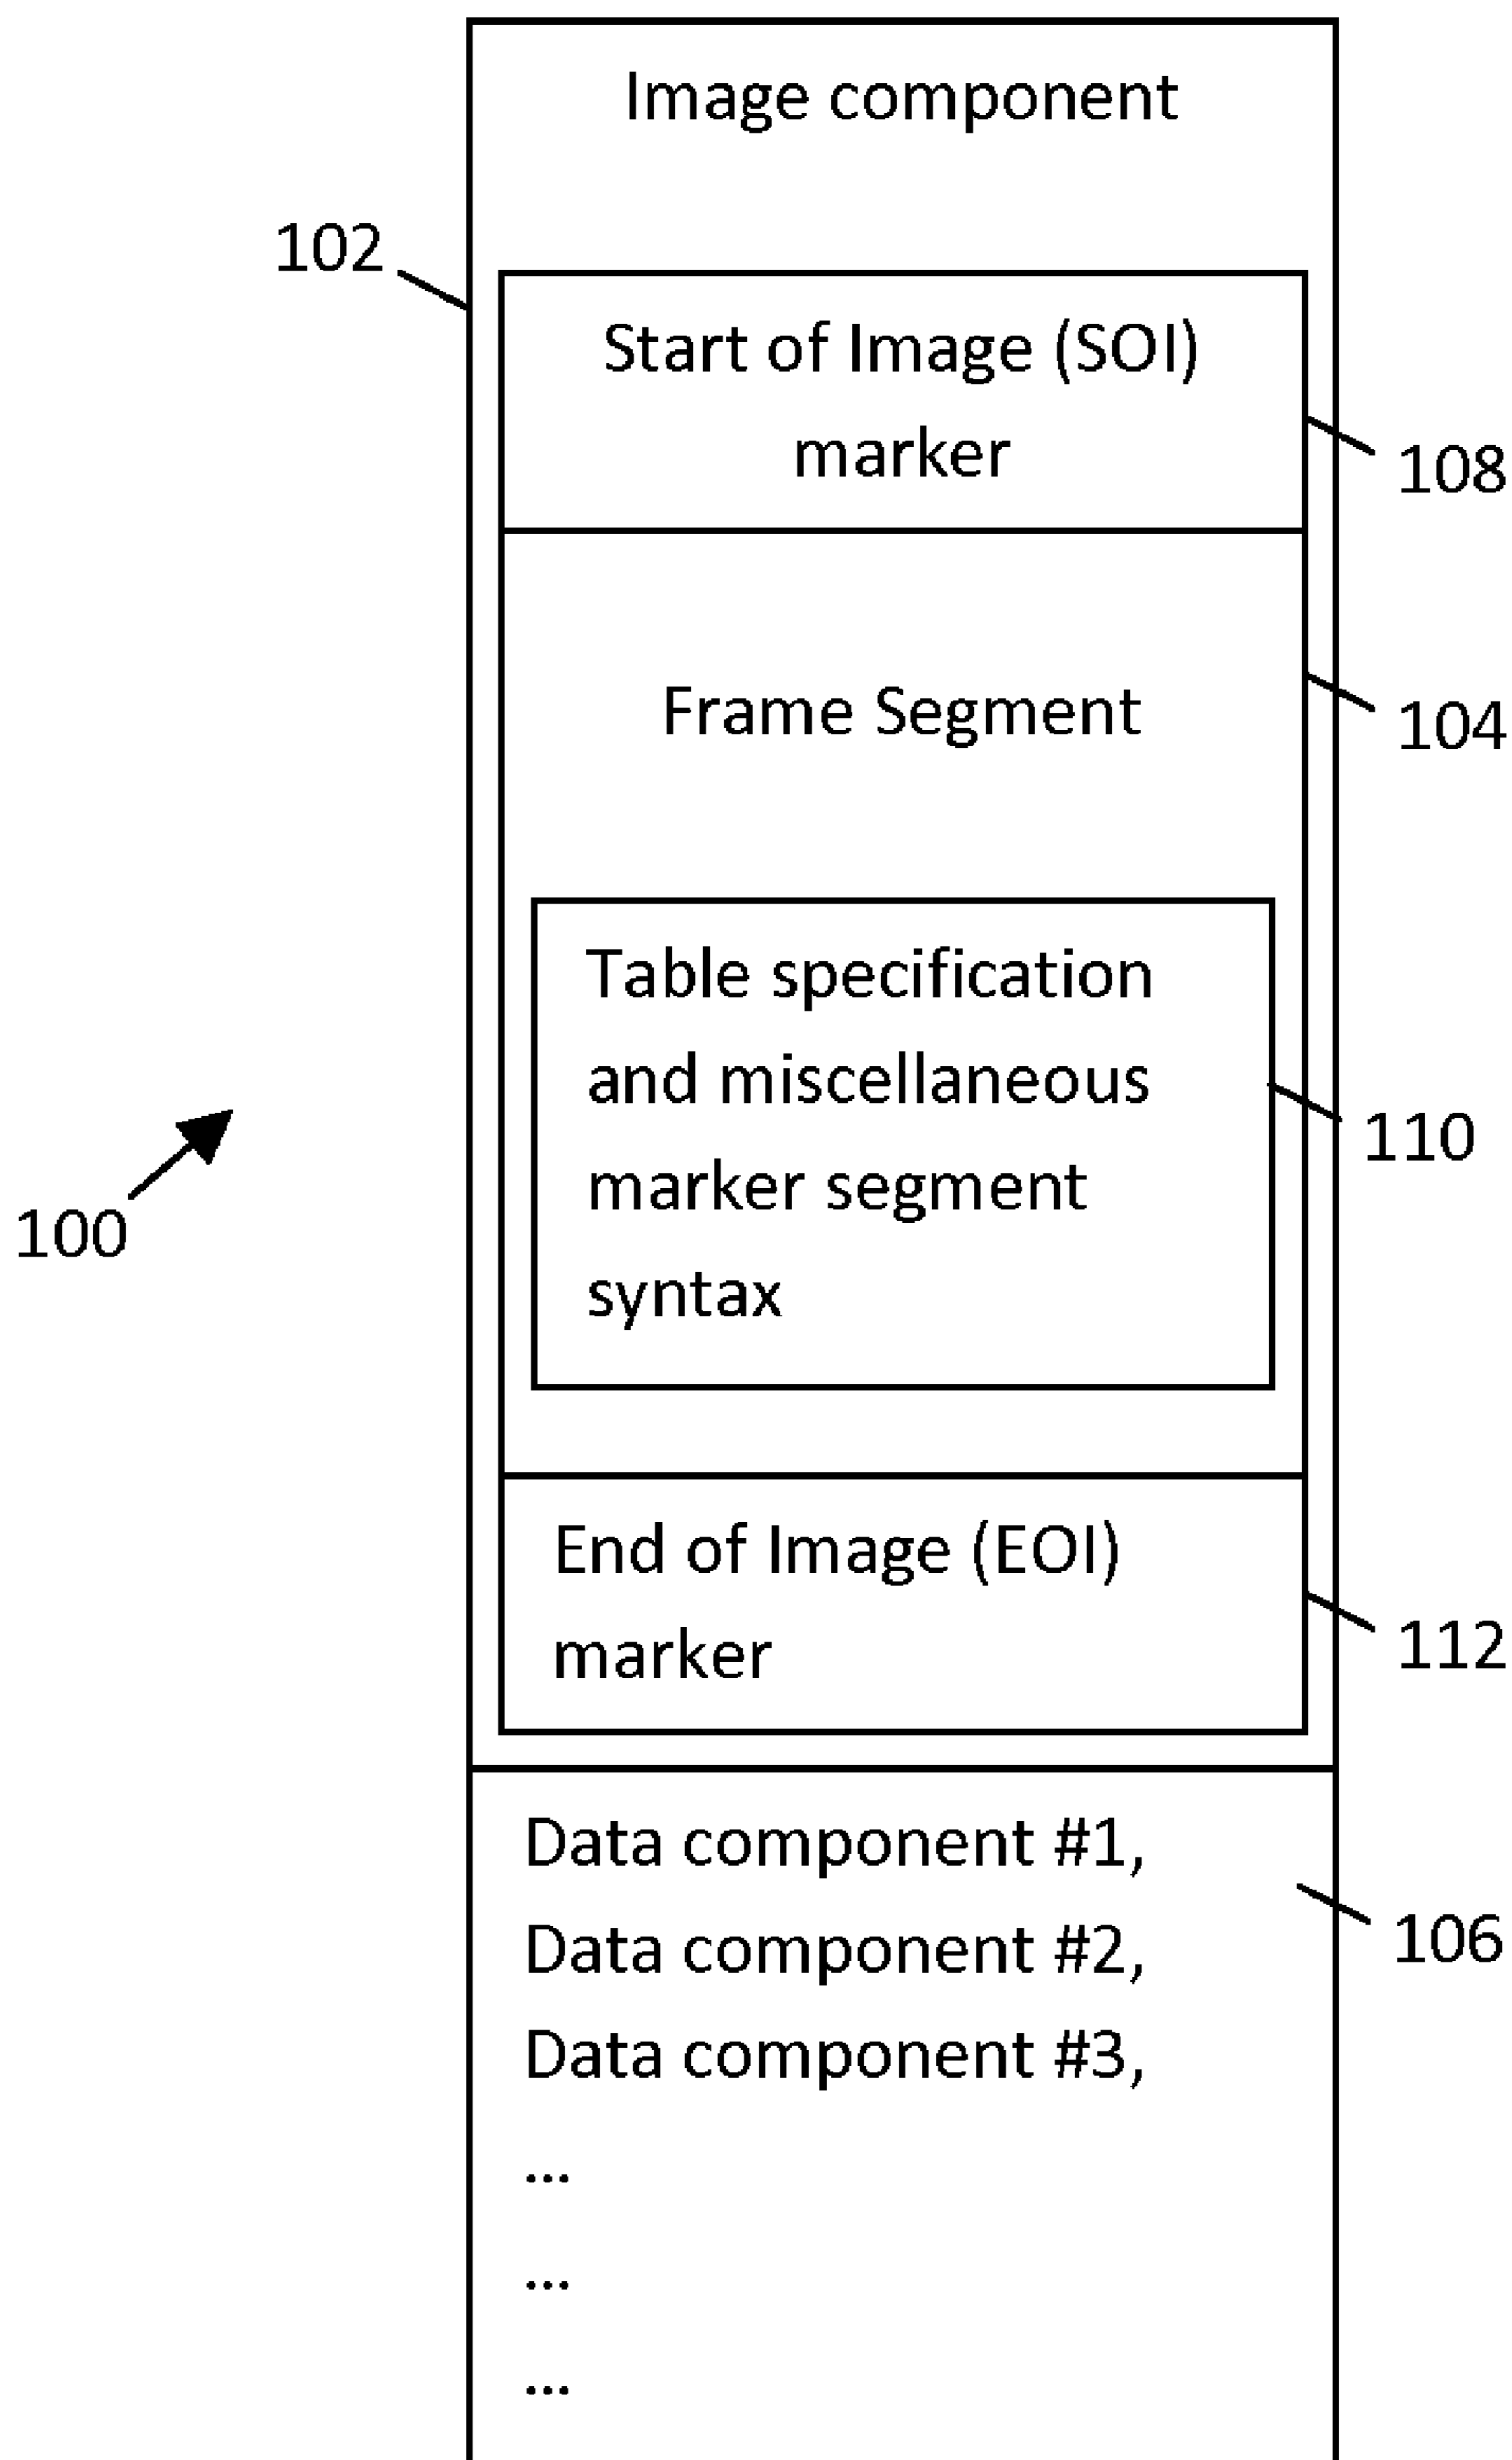 Image component
102
Start of Image (SOI)
marker
108
Frame Segment
104
Table specification
and miscellaneous
marker segment
syntax
110
100
End of Image (EOI)
marker
112
Data component #1,
106
Data component #2,
Data component #3,
...
...
...